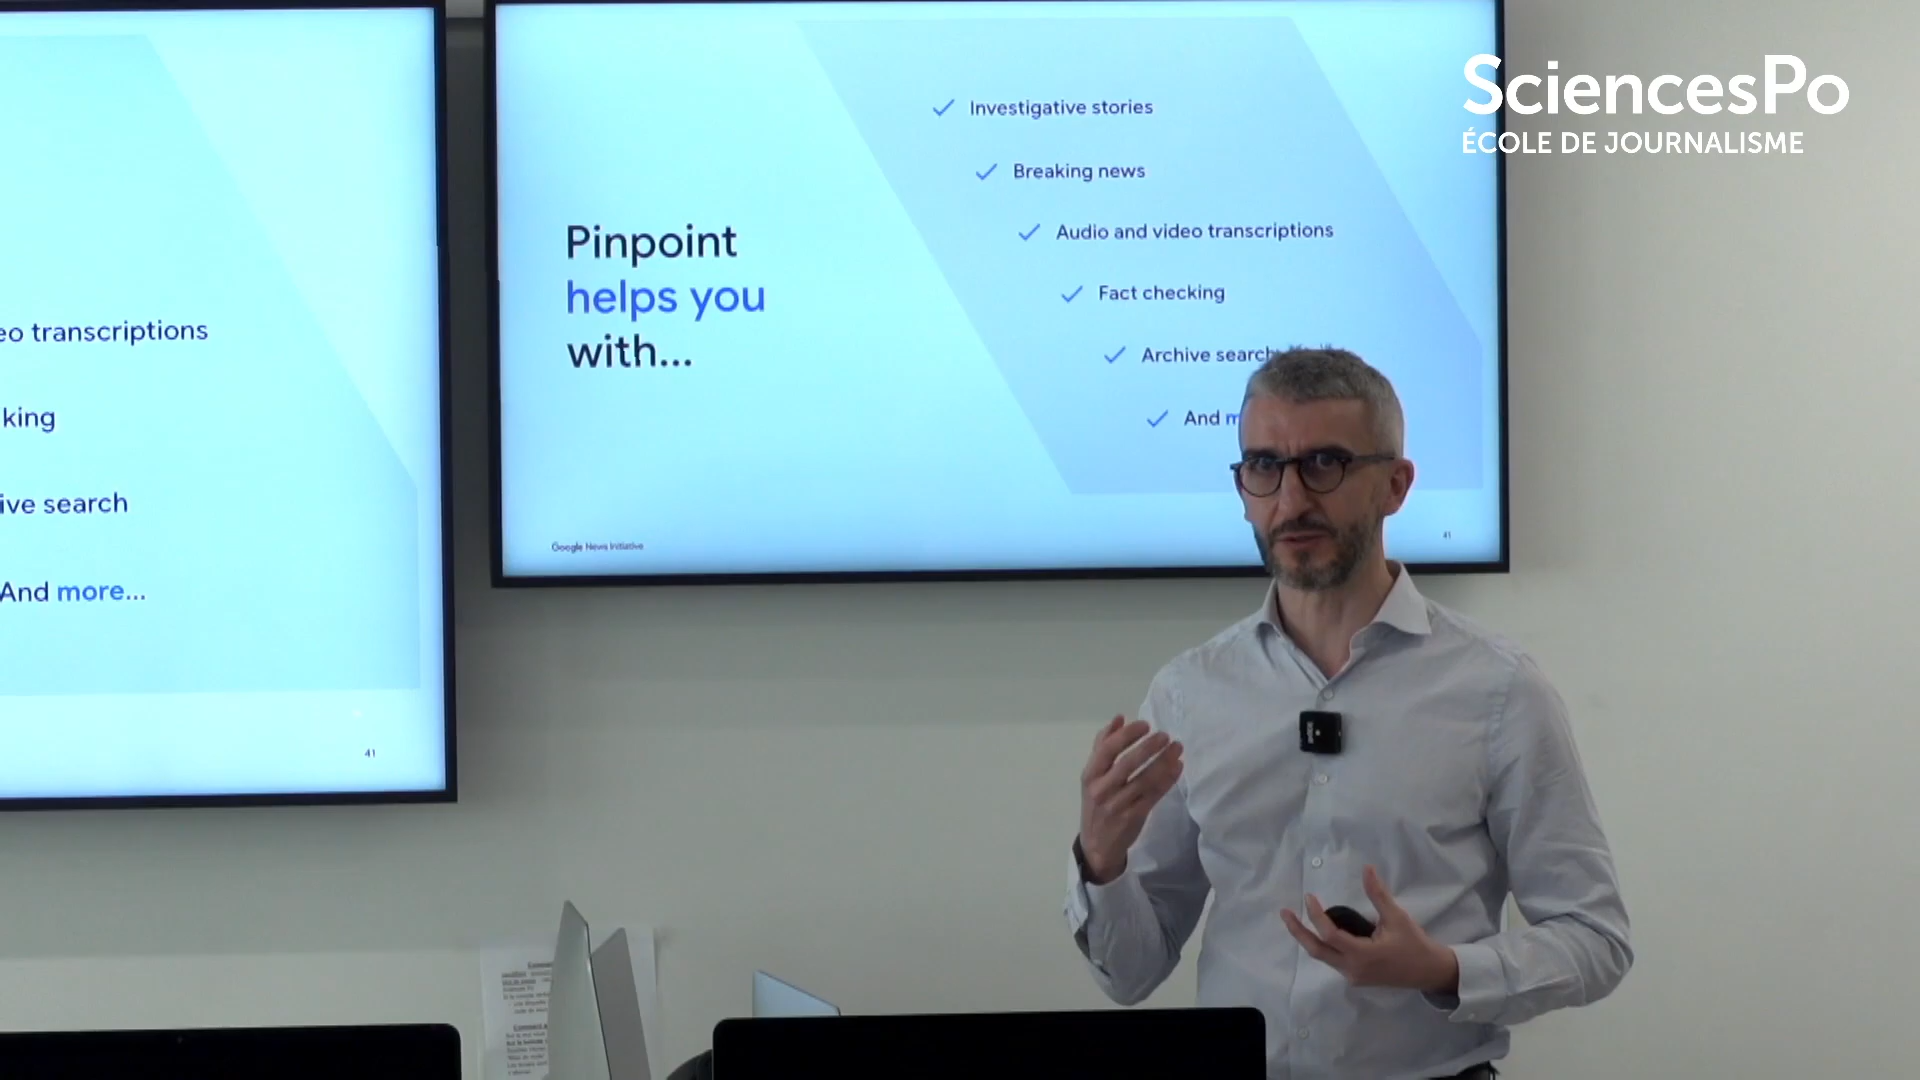 SciencesPo
ÉCOLE DE JOURNALISME
eo transcriptions
king
ive search
And more...
41
Pinpoint
helps you
with...
Investigative stories
Breaking news
Audio and video transcriptions
Fact checking
Archive search
And m
Google News Initiative
41